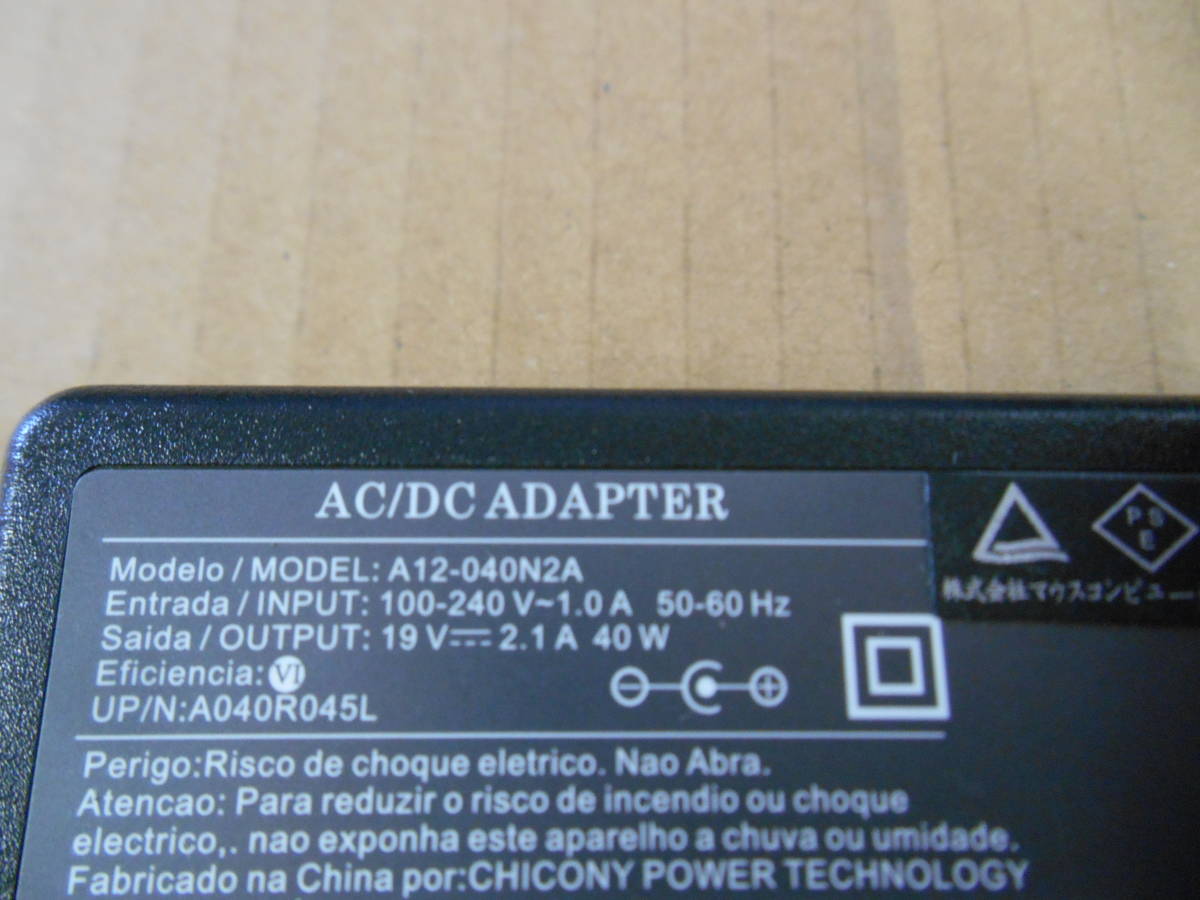 AC/DC ADAPTER
Modelo / MODEL: A12-040N2A
Entrada / INPUT: 100-240 V~1.0 A 50-60 Hz
Saida / OUTPUT: 19 V⎓2.1 A 40 W
Eficiencia: VI
UP/N:A040R045L
PSE
株式会社マウスコンピュー
Perigo:Risco de choque eletrico. Nao Abra.
Atencao: Para reduzir o risco de incendio ou choque
electrico,. nao exponha este aparelho a chuva ou umidade.
Fabricado na China por:CHICONY POWER TECHNOLOGY